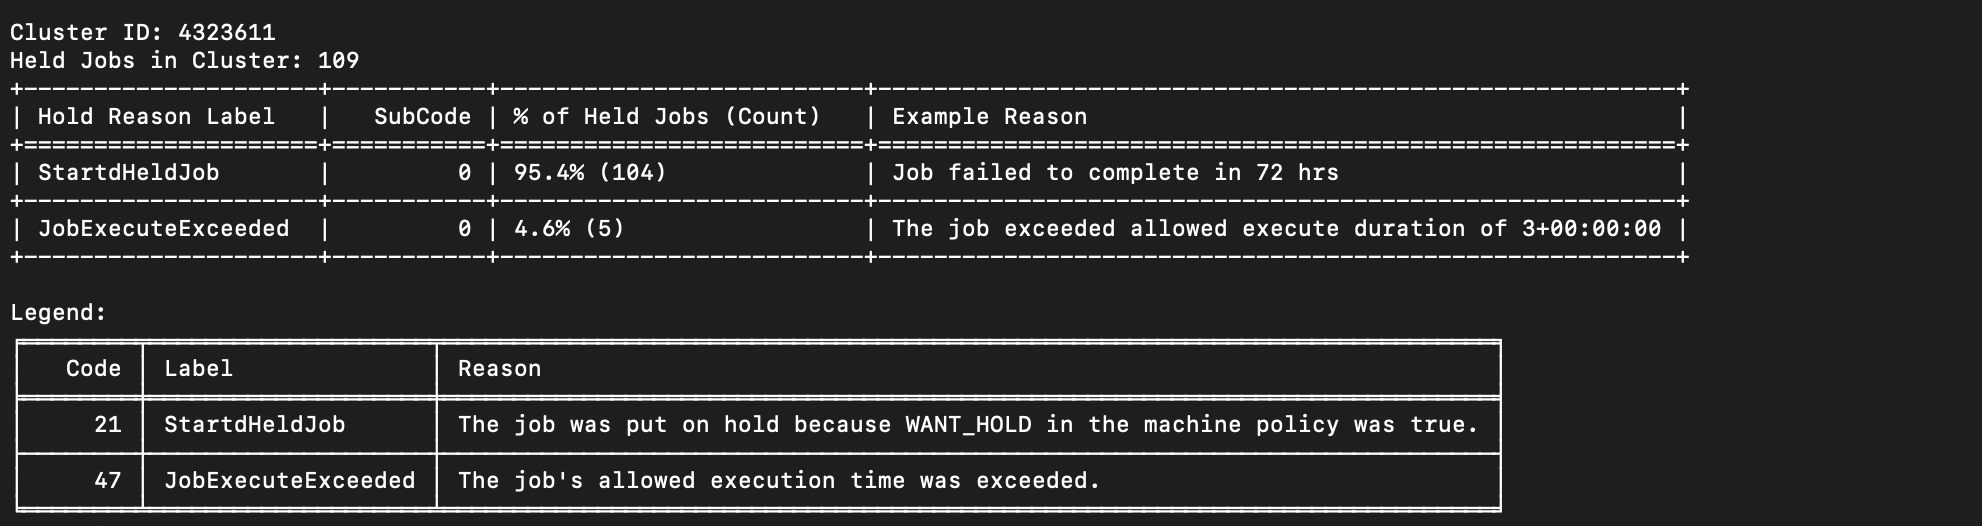 Cluster ID: 4323611
Held Jobs in Cluster: 109
+---------------------+-----------+--------------------------+---------------------------------------------------------+
| Hold Reason Label   |   SubCode | % of Held Jobs (Count)   | Example Reason                                          |
+=====================+===========+==========================+=========================================================+
| StartdHeldJob       |         0 | 95.4% (104)              | Job failed to complete in 72 hrs                        |
+---------------------+-----------+--------------------------+---------------------------------------------------------+
| JobExecuteExceeded  |         0 | 4.6% (5)                 | The job exceeded allowed execute duration of 3+00:00:00 |
+---------------------+-----------+--------------------------+---------------------------------------------------------+
Legend:
Code | Label | Reason
21 | StartdHeldJob | The job was put on hold because WANT_HOLD in the machine policy was true.
47 | JobExecuteExceeded | The job's allowed execution time was exceeded.